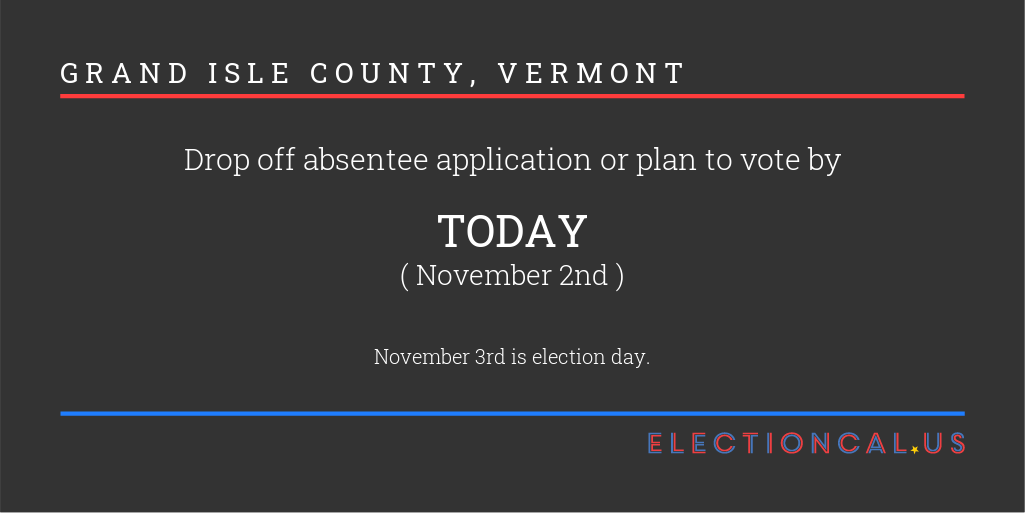 GRAND ISLE COUNTY, VERMONT
Drop off absentee application or plan to vote by
TODAY
( November 2nd )
November 3rd is election day.
ELECTIONCAL.US